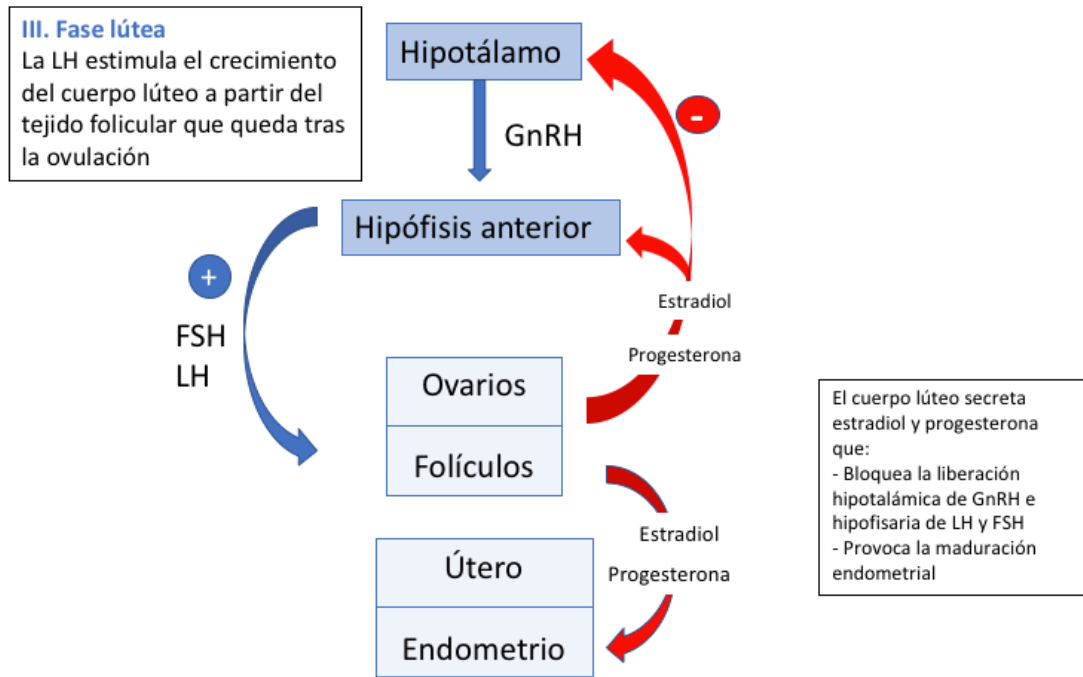 III. Fase lútea
La LH estimula el crecimiento
del cuerpo lúteo a partir del
tejido folicular que queda tras
la ovulación
Hipotálamo
-
GnRH
Hipófisis anterior
+
FSH
LH
Estradiol
Progesterona
Ovarios
Folículos
Estradiol
Progesterona
Útero
Endometrio
El cuerpo lúteo secreta
estradiol y progesterona
que:
- Bloquea la liberación
hipotalámica de GnRH e
hipofisaria de LH y FSH
- Provoca la maduración
endometrial